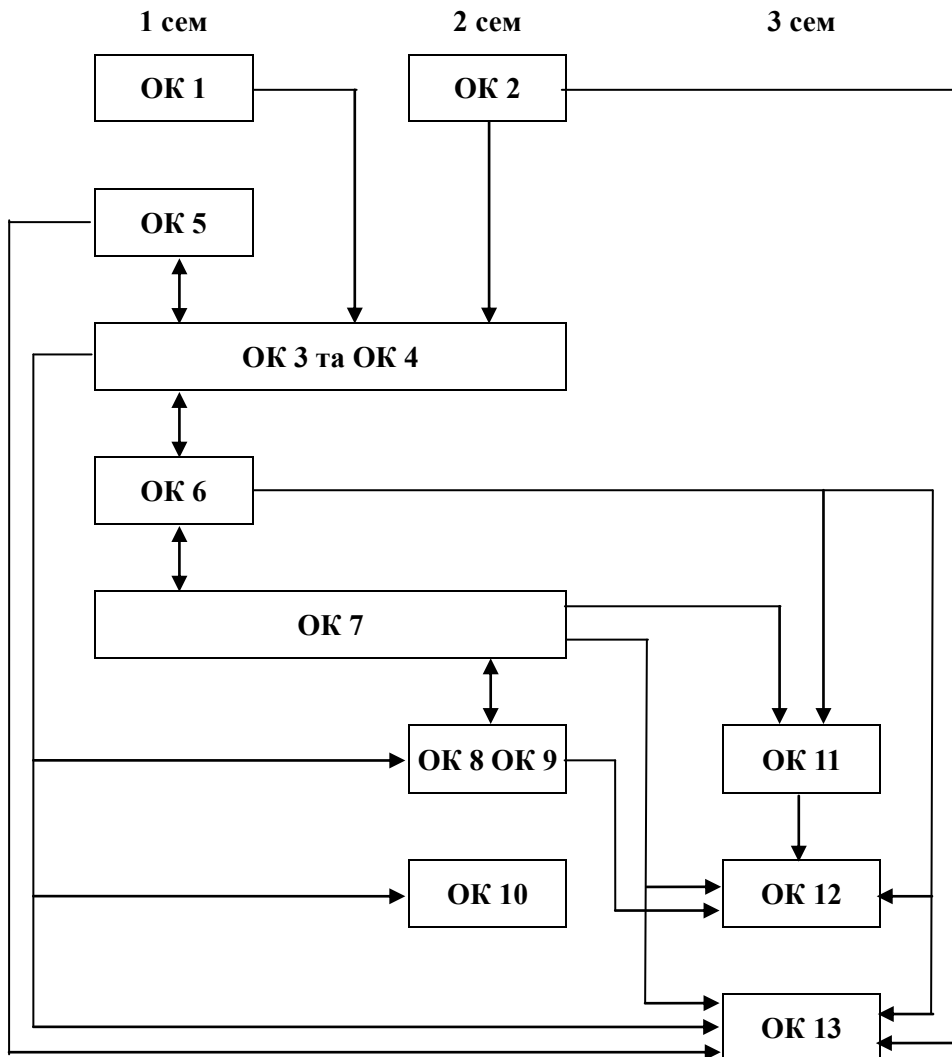 1 сем 2 сем 3 сем
ОК 1 ОК 2
ОК 5
ОК 3 та ОК 4
ОК 6
ОК 7
ОК 8 ОК 9 ОК 11
ОК 10 ОК 12
ОК 13